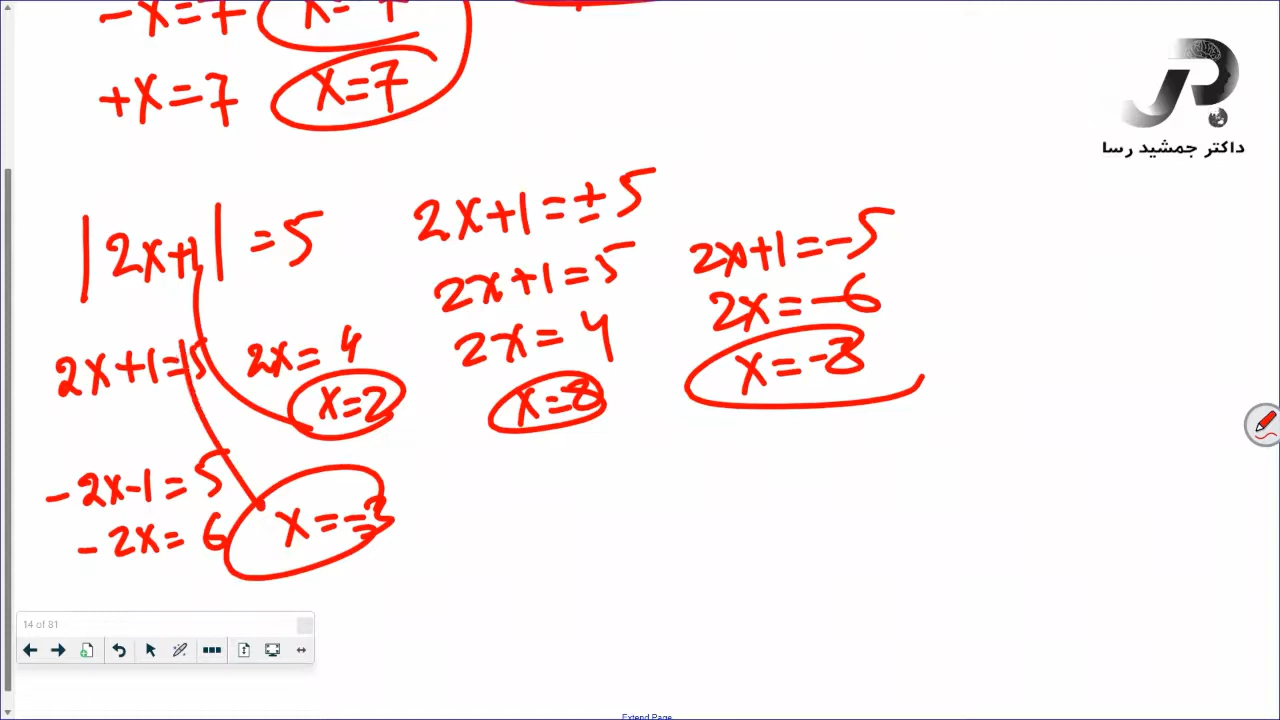 -x=7
+x=7 x=7
داکتر جمشید رسا
|2x+1|=5
2x+1=5 2x=4
x=2
-2x-1=5
-2x=6 x=-3
2x+1=±5
2x+1=5
2x=4
x=8
2x+1=-5
2x=-6
x=-3
14 of 81
Extend Page